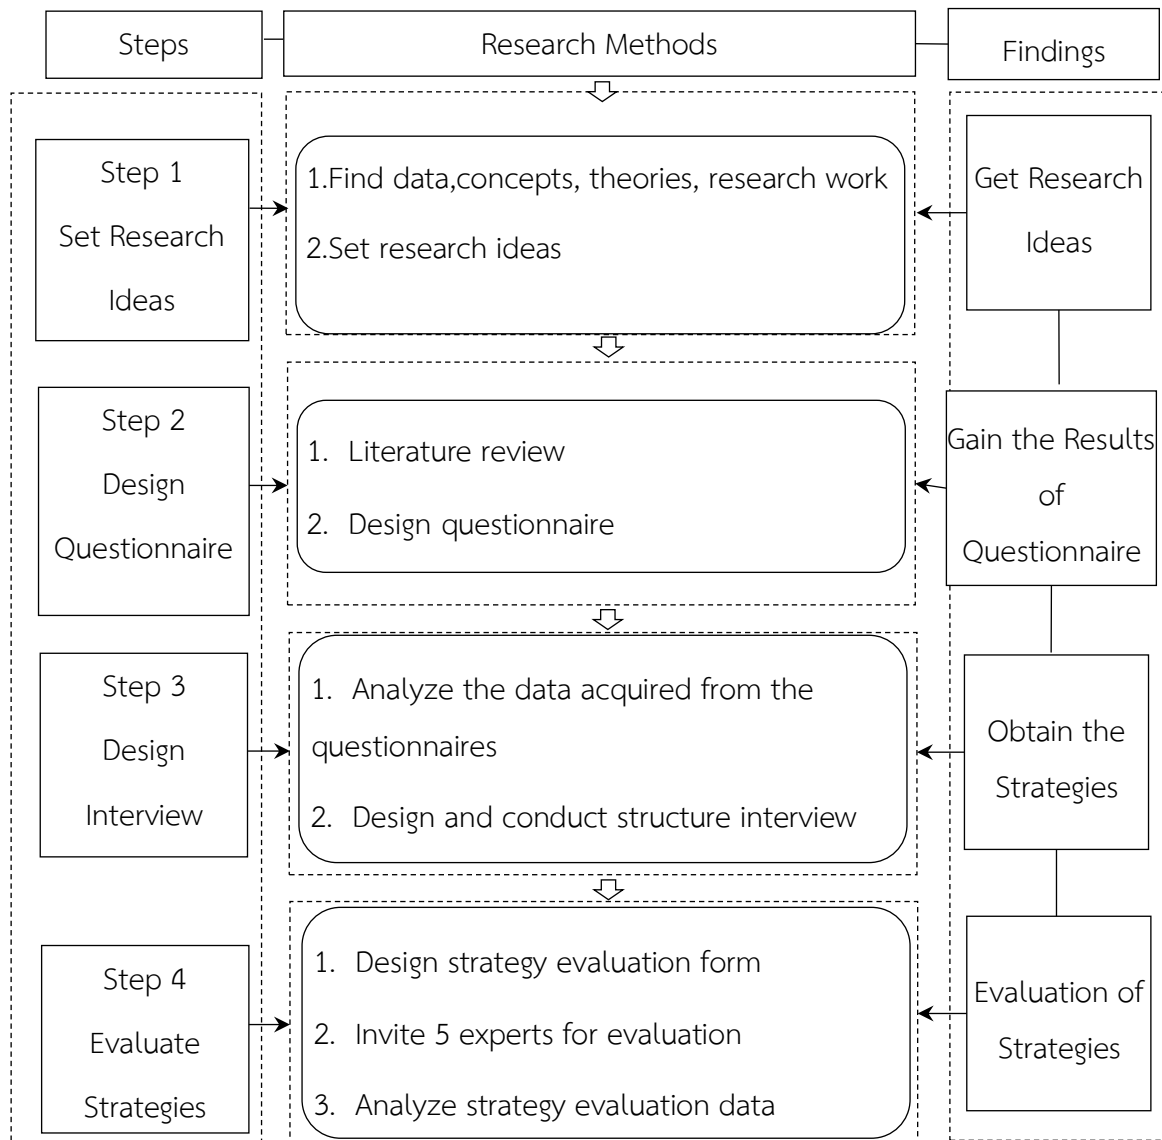 Steps
Research Methods
Findings
Step 1
Set Research
Ideas
1.Find data,concepts, theories, research work
2.Set research ideas
Get Research
Ideas
Step 2
Design
Questionnaire
1. Literature review
2. Design questionnaire
Gain the Results
of
Questionnaire
Step 3
Design
Interview
1. Analyze the data acquired from the
questionnaires
2. Design and conduct structure interview
Obtain the
Strategies
Step 4
Evaluate
Strategies
1. Design strategy evaluation form
2. Invite 5 experts for evaluation
3. Analyze strategy evaluation data
Evaluation of
Strategies